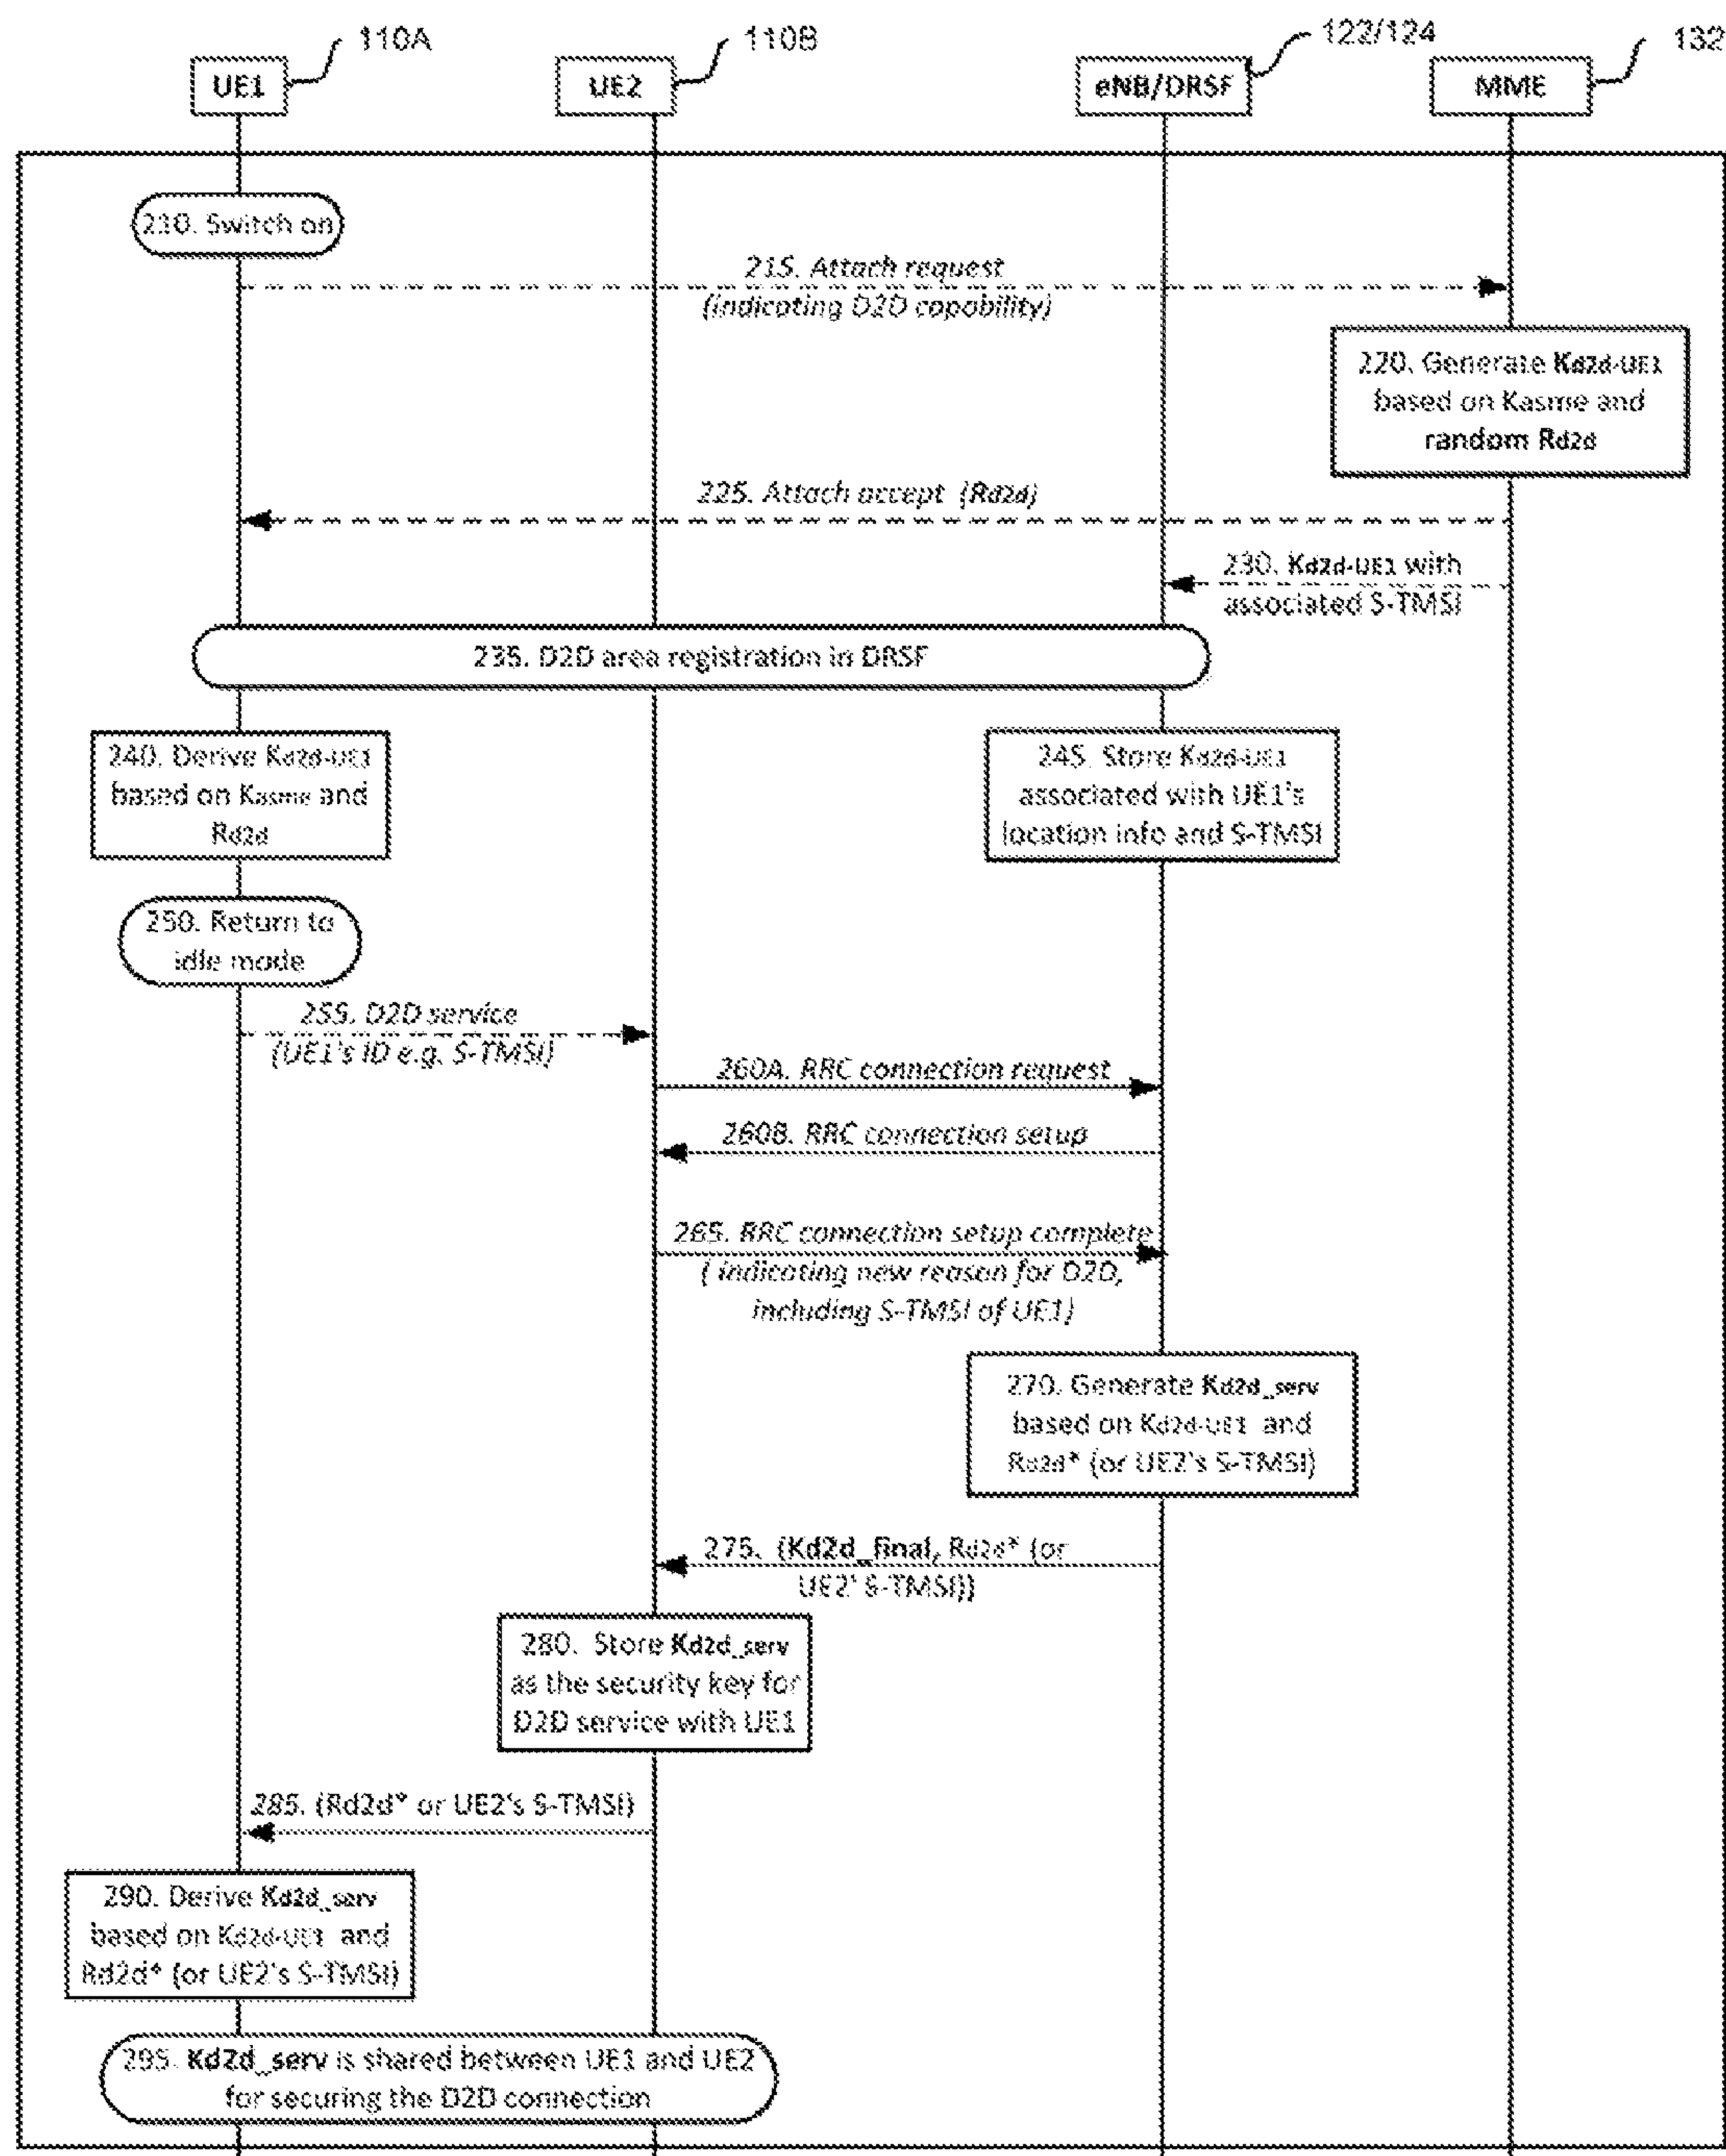 110A
110B
122/124
132
UE1
UE2
eNB/DRSF
MME
210. Switch on
215. Attach request
(indicating D2D capability)
220. Generate Kd2d-UE1
based on Kasme and
random Rd2d
225. Attach accept (Rd2d)
230. Kd2d-UE1 with
associated S-TMSI
235. D2D area registration in DRSF
240. Derive Kd2d-UE1
based on Kasme and
Rd2d
245. Store Kd2d-UE1
associated with UE1's
location info and S-TMSI
250. Return to
idle mode
255. D2D service
(UE1's ID e.g. S-TMSI)
260A. RRC connection request
260B. RRC connection setup
265. RRC connection setup complete
( indicating new reason for D2D,
including S-TMSI of UE1)
270. Generate Kd2d_serv
based on Kd2d-UE1 and
Rd2d* (or UE2's S-TMSI)
275. (Kd2d_final, Rd2d* (or
UE2' S-TMSI))
280. Store Kd2d_serv
as the security key for
D2D service with UE1
285. (Rd2d* or UE2's S-TMSI)
290. Derive Kd2d_serv
based on Kd2d-UE1 and
Rd2d* (or UE2's S-TMSI)
295. Kd2d_serv is shared between UE1 and UE2
for securing the D2D connection